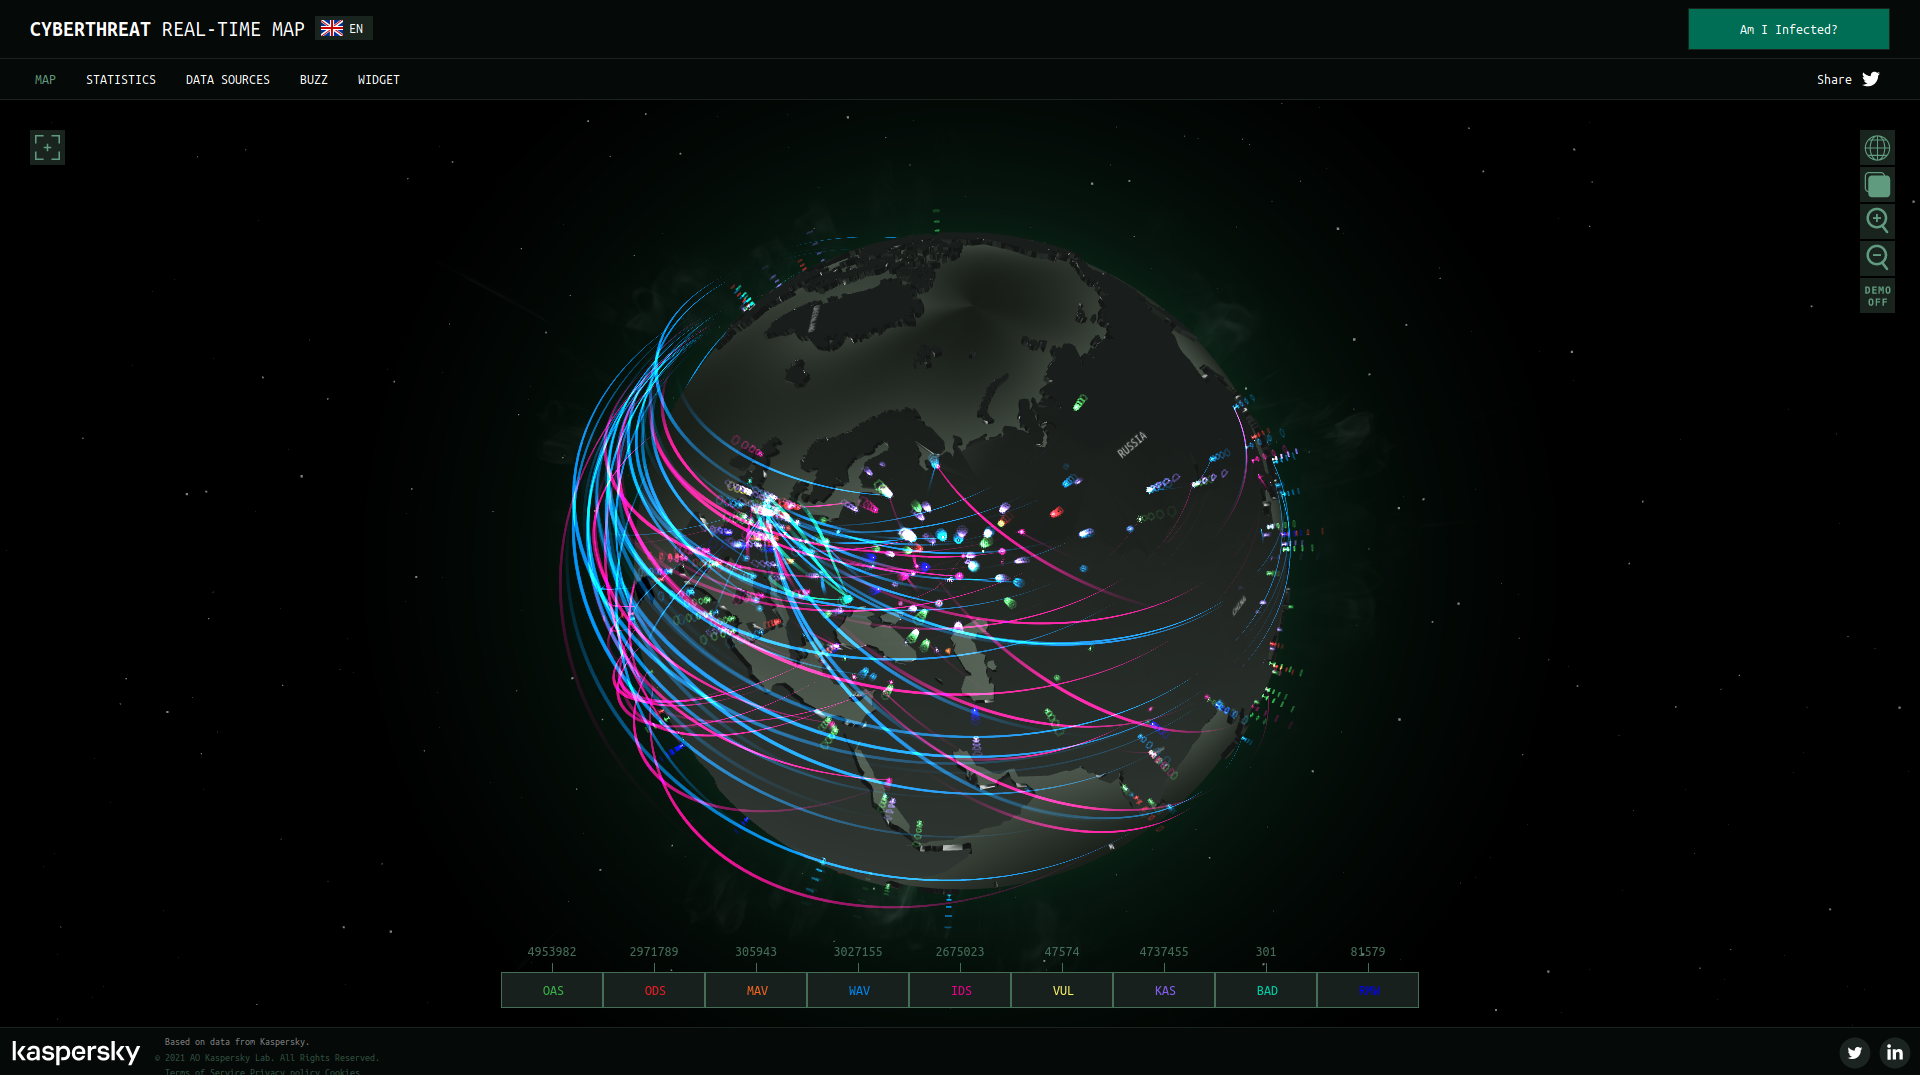 CYBERTHREAT REAL-TIME MAP EN
Am I Infected?
MAP STATISTICS DATA SOURCES BUZZ WIDGET
Share
DEMO
OFF
RUSSIA
CHINA
4953982 2971789 305943 3027155 2675023 47574 4737455 301 81579
OAS ODS MAV WAV IDS VUL KAS BAD RMW
kaspersky
Based on data from Kaspersky.
© 2021 AO Kaspersky Lab. All Rights Reserved.
Terms of Service Privacy policy Cookies